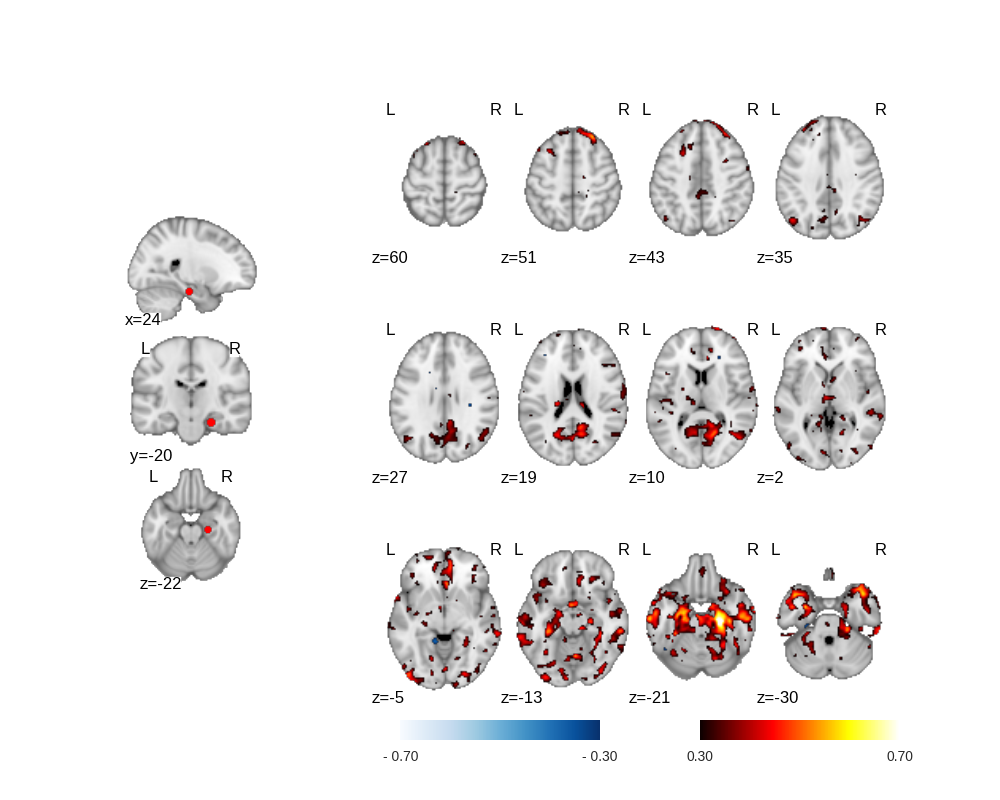 L R L R L R L R
z=60 z=51 z=43 z=35
x=24
L R L R L R L R
L R
z=27 z=19 z=10 z=2
y=-20
L R
L R L R L R L R
z=-22
z=-5 z=-13 z=-21 z=-30
- 0.70 - 0.30 0.30 0.70